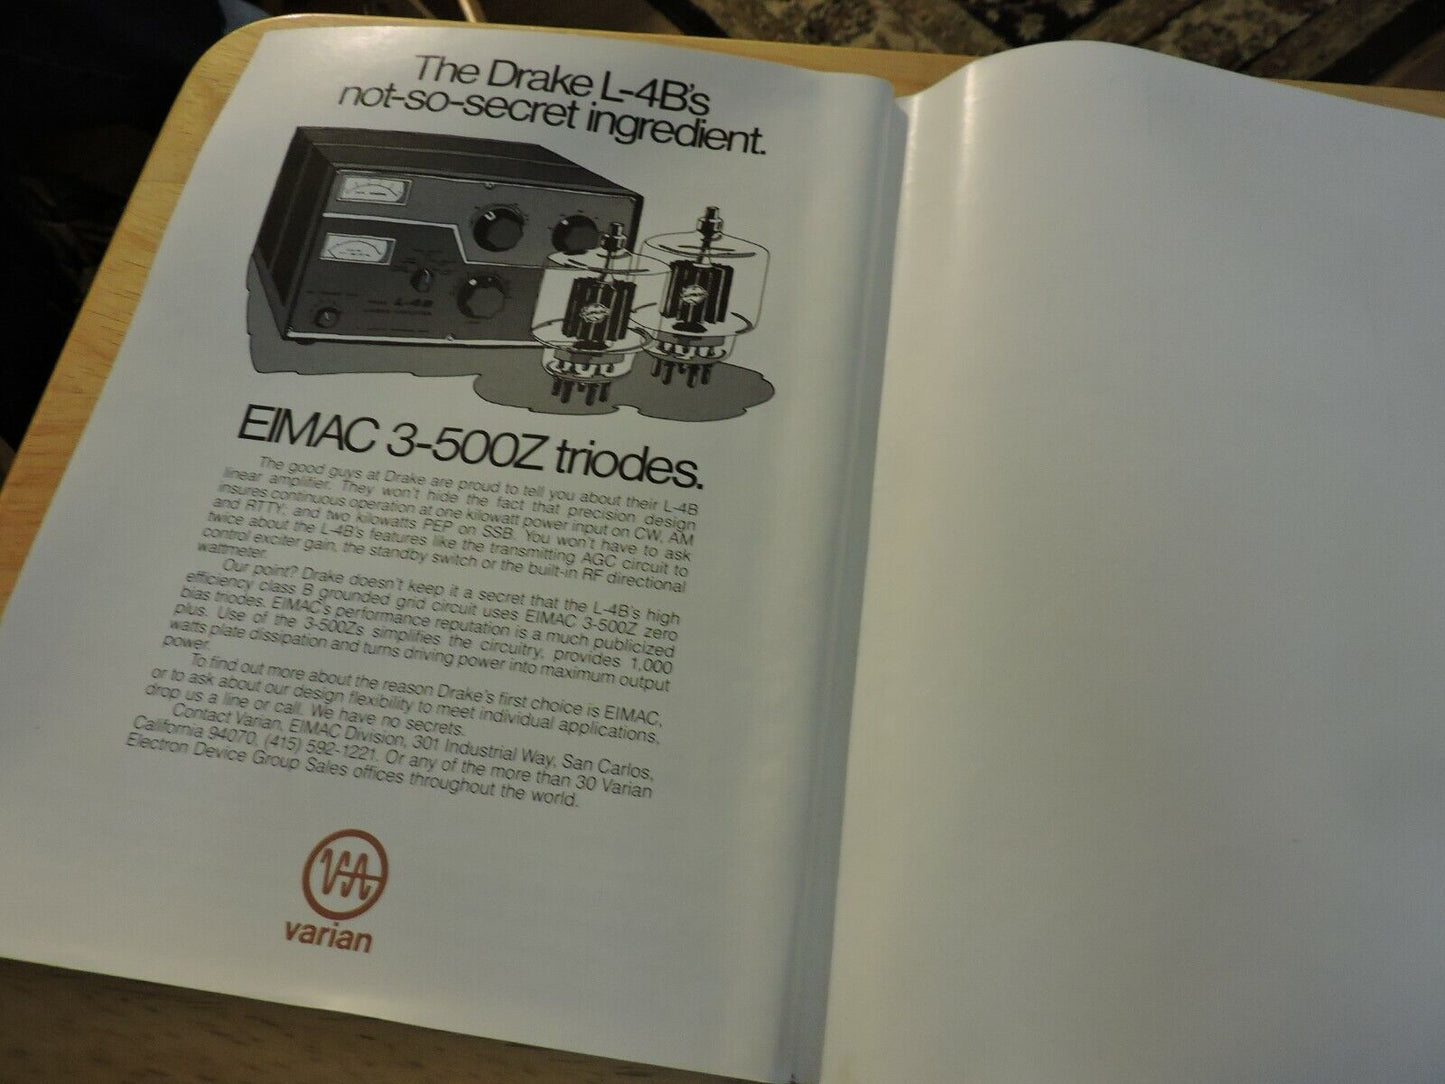 The Drake L-4B's
not-so-secret ingredient.
L-4B
EIMAC 3-500Z triodes.
The good guys at Drake are proud to tell you about their L-4B
linear amplifier. They won't hide the fact that precision design
insures continuous operation at one kilowatt power input on CW, AM
and RTTY, and two kilowatts PEP on SSB. You won't have to ask
twice about the L-4B's features like the transmitting AGC circuit to
control exciter gain, the standby switch or the built-in RF directional
wattmeter.
Our point? Drake doesn't keep it a secret that the L-4B's high
efficiency class B grounded grid circuit uses EIMAC 3-500Z zero
bias triodes. EIMAC's performance reputation is a much publicized
plus. Use of the 3-500Zs simplifies the circuitry, provides 1,000
watts plate dissipation and turns driving power into maximum output
power.
To find out more about the reason Drake's first choice is EIMAC,
or to ask about our design flexibility to meet individual applications,
drop us a line or call. We have no secrets.
Contact Varian, EIMAC Division, 301 Industrial Way, San Carlos,
California 94070, (415) 592-1221. Or any of the more than 30 Varian
Electron Device Group Sales offices throughout the world.
VA
varian